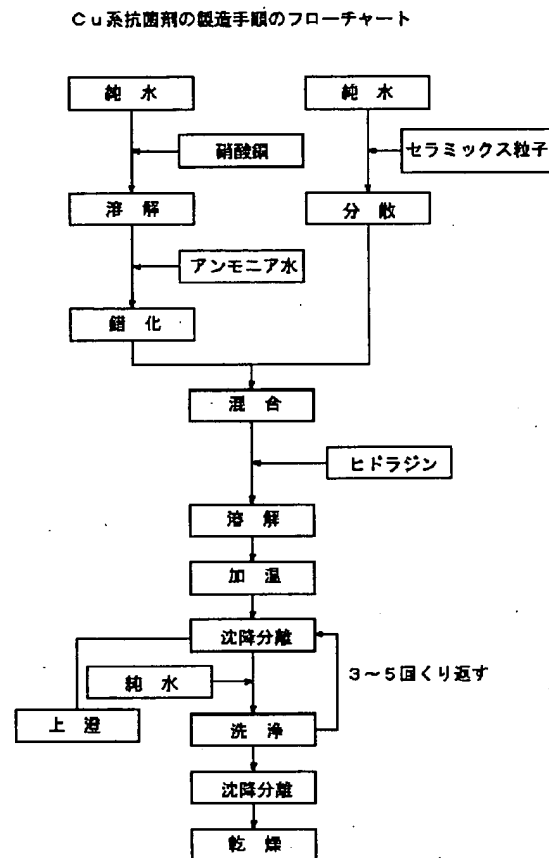 Cu系抗菌剤の製造手順のフローチャート
純水
純水
硝酸銅
セラミックス粒子
溶解
分散
アンモニア水
錯化
混合
ヒドラジン
溶解
加温
沈降分離
3~5回くり返す
純水
上澄
洗浄
沈降分離
乾燥